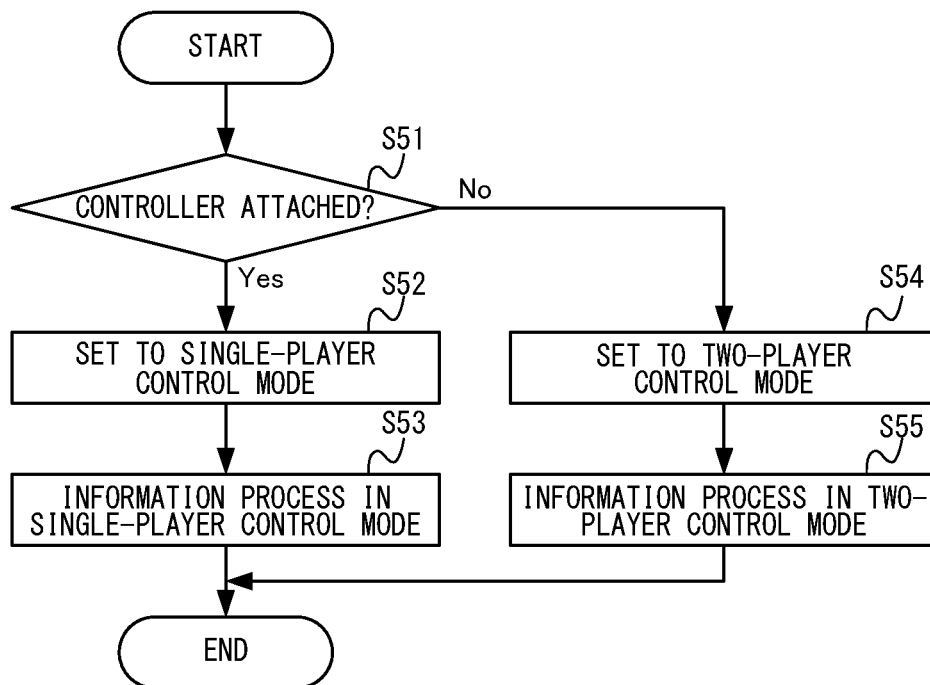 START
S51
CONTROLLER ATTACHED?
No
Yes
S52
SET TO SINGLE-PLAYER
CONTROL MODE
S53
INFORMATION PROCESS IN
SINGLE-PLAYER CONTROL MODE
S54
SET TO TWO-PLAYER
CONTROL MODE
S55
INFORMATION PROCESS IN TWO-
PLAYER CONTROL MODE
END